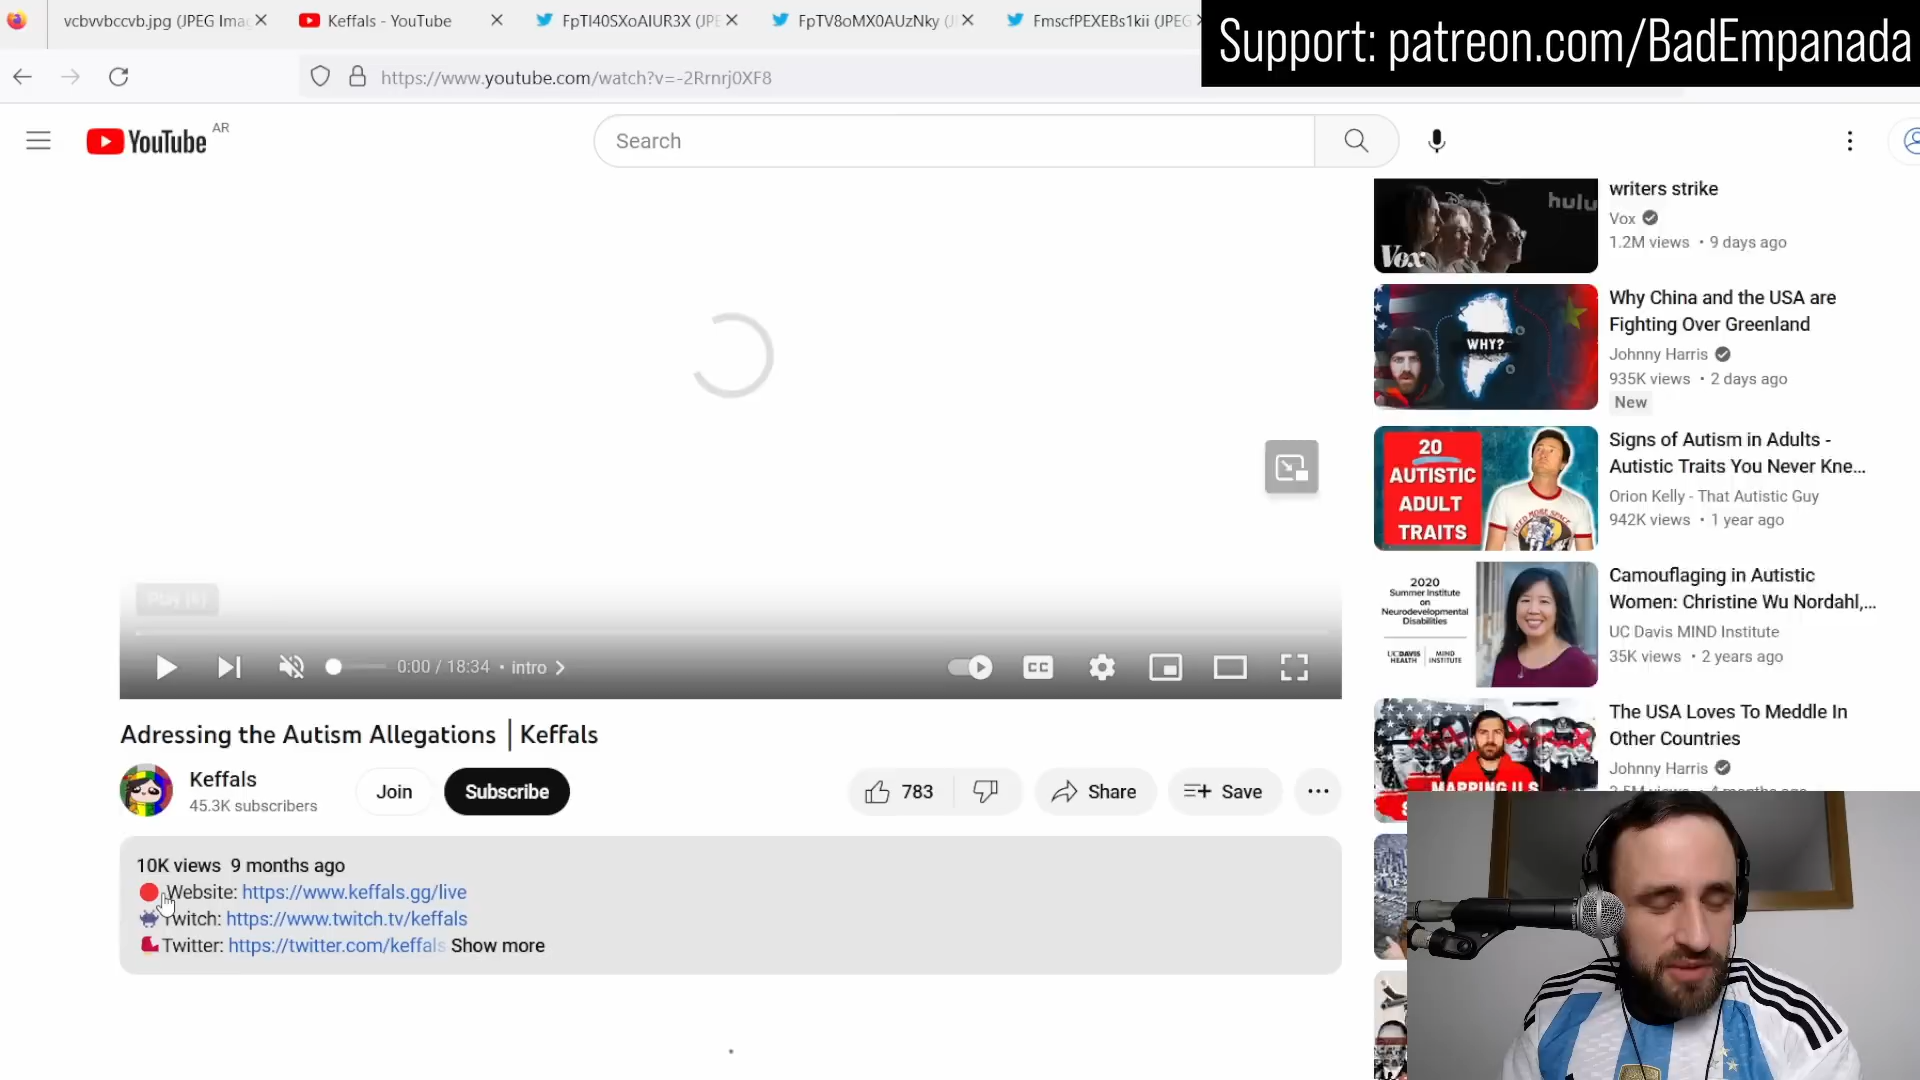 vcbvvbccvb.jpg (JPEG Imag
Keffals - YouTube
FpTI40SXoAIUR3X (JPE
FpTV8oMX0AUzNky (J
FmscfPEXEBs1kii (JPEG
Support: patreon.com/BadEmpanada
https://www.youtube.com/watch?v=-2Rrnrj0XF8
YouTube AR
Search
hulu
Vox
writers strike
Vox
1.2M views • 9 days ago
WHY?
Why China and the USA are
Fighting Over Greenland
Johnny Harris
935K views • 2 days ago
New
20
AUTISTIC
ADULT
TRAITS
Signs of Autism in Adults -
Autistic Traits You Never Kne...
Orion Kelly - That Autistic Guy
942K views • 1 year ago
2020
Summer Institute
on
Neurodevelopmental
Disabilities
UC DAVIS HEALTH MIND INSTITUTE
Camouflaging in Autistic
Women: Christine Wu Nordahl,...
UC Davis MIND Institute
35K views • 2 years ago
MAPPING U.S
The USA Loves To Meddle In
Other Countries
Johnny Harris
Play (k)
0:00 / 18:34 • intro
CC
Adressing the Autism Allegations | Keffals
Keffals
45.3K subscribers
Join
Subscribe
783
Share
Save
10K views 9 months ago
Website: https://www.keffals.gg/live
Twitch: https://www.twitch.tv/keffals
Twitter: https://twitter.com/keffals Show more